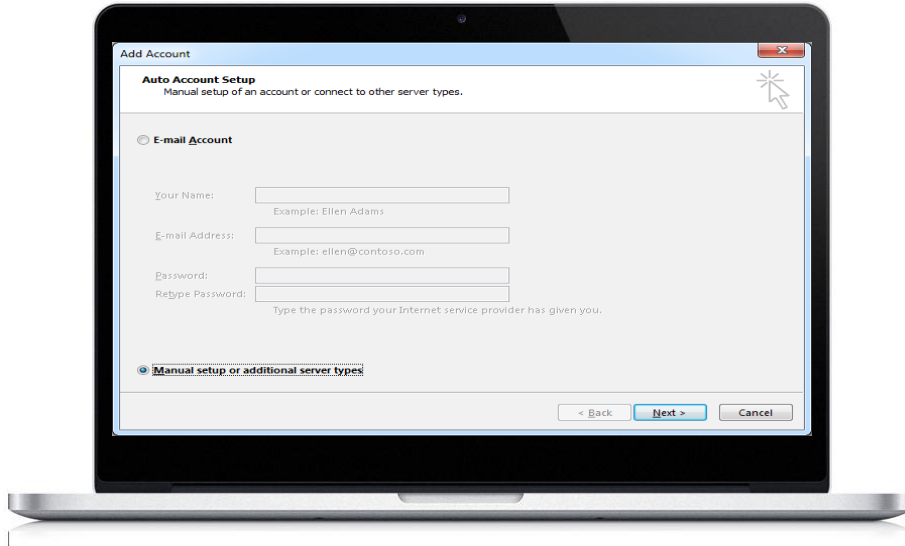 Add Account
Auto Account Setup
Manual setup of an account or connect to other server types.
E-mail Account
Your Name:
Example: Ellen Adams
E-mail Address:
Example: ellen@contoso.com
Password:
Retype Password:
Type the password your Internet service provider has given you.
Manual setup or additional server types
< Back Next > Cancel